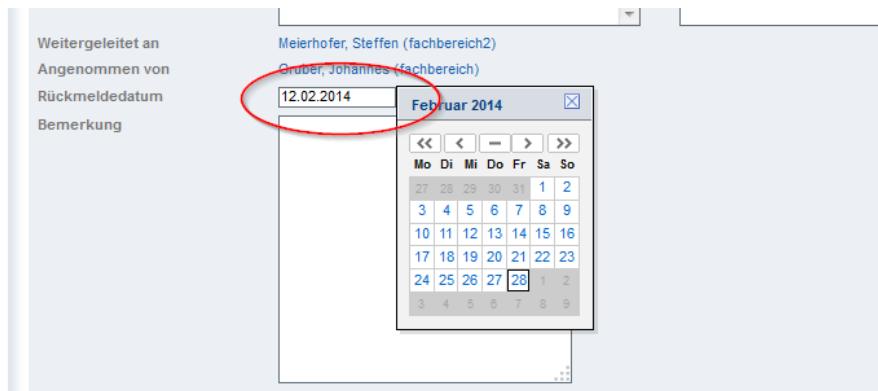 Weitergeleitet an Meierhofer, Steffen (fachbereich2)
Angenommen von Gruber, Johannes (fachbereich)
Rückmeldedatum 12.02.2014
Bemerkung
Februar 2014
<< < – > >>
Mo Di Mi Do Fr Sa So
27 28 29 30 31 1 2
3 4 5 6 7 8 9
10 11 12 13 14 15 16
17 18 19 20 21 22 23
24 25 26 27 28 1 2
3 4 5 6 7 8 9